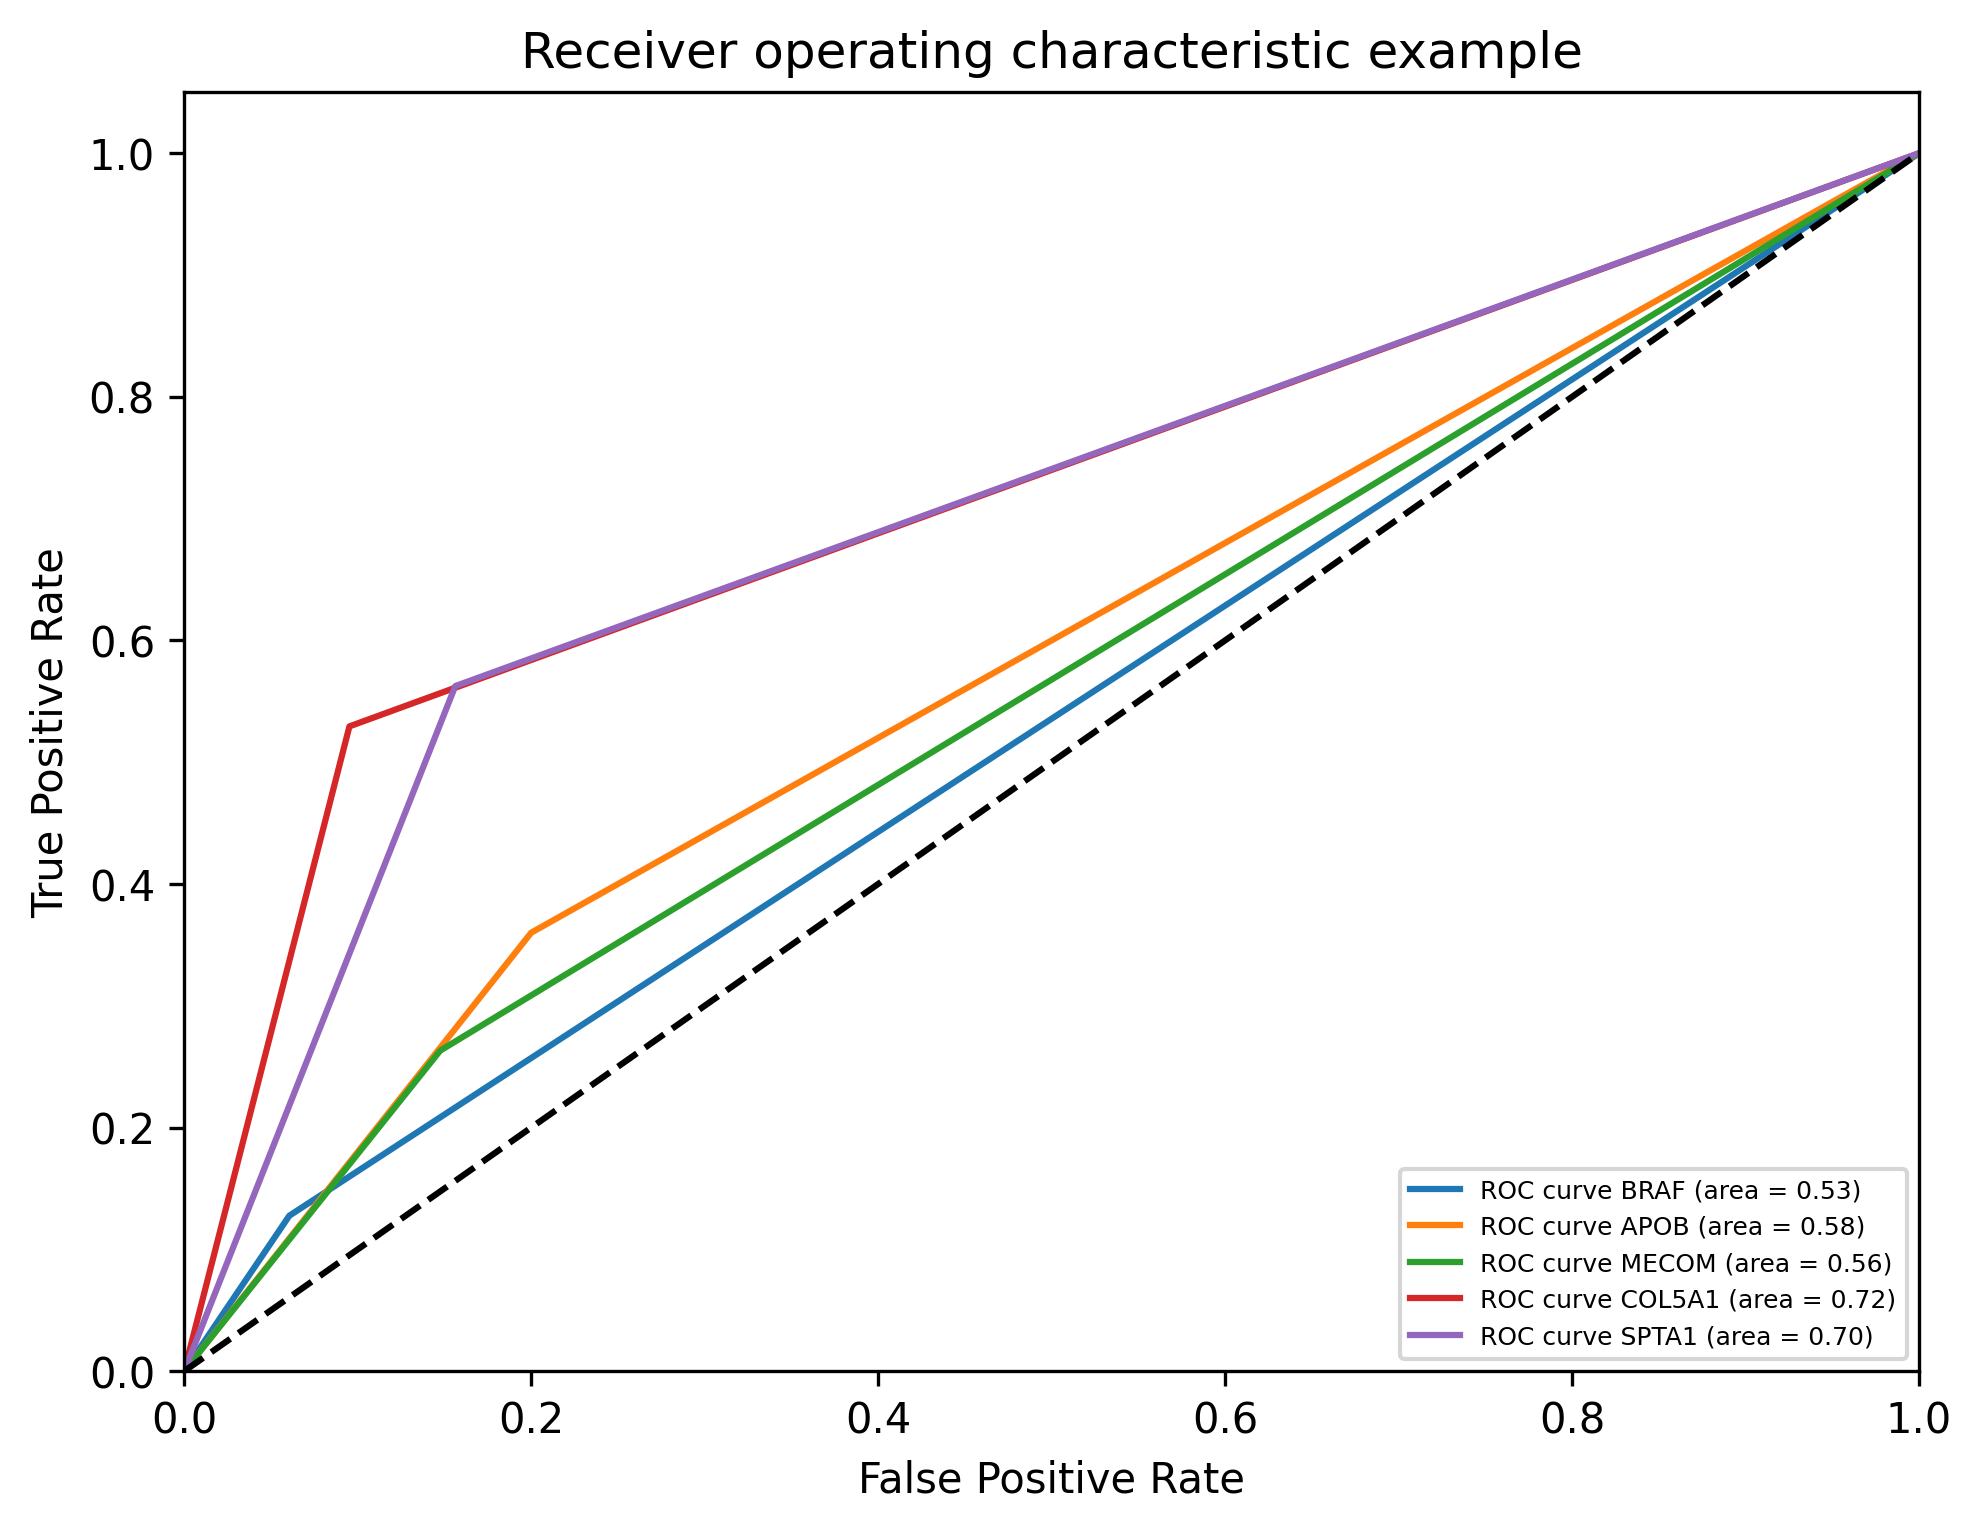 Receiver operating characteristic example
True Positive Rate
1.0
0.8
0.6
0.4
0.2
0.0
ROC curve BRAF (area = 0.53)
ROC curve APOB (area = 0.58)
ROC curve MECOM (area = 0.56)
ROC curve COL5A1 (area = 0.72)
ROC curve SPTA1 (area = 0.70)
0.0 0.2 0.4 0.6 0.8 1.0
False Positive Rate